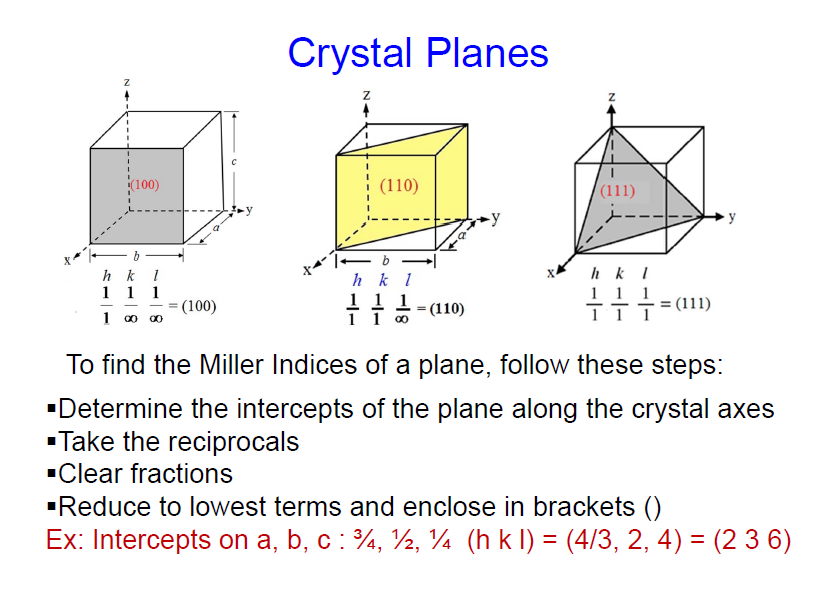 Crystal Planes
z
(100)
c
y
a
x
b
h k l
1/1 1/∞ 1/∞ = (100)
z
(110)
y
a
x
b
h k l
1/1 1/1 1/∞ = (110)
z
(111)
y
x
h k l
1/1 1/1 1/1 = (111)
To find the Miller Indices of a plane, follow these steps:
▪Determine the intercepts of the plane along the crystal axes
▪Take the reciprocals
▪Clear fractions
▪Reduce to lowest terms and enclose in brackets ()
Ex: Intercepts on a, b, c : ¾, ½, ¼ (h k l) = (4/3, 2, 4) = (2 3 6)